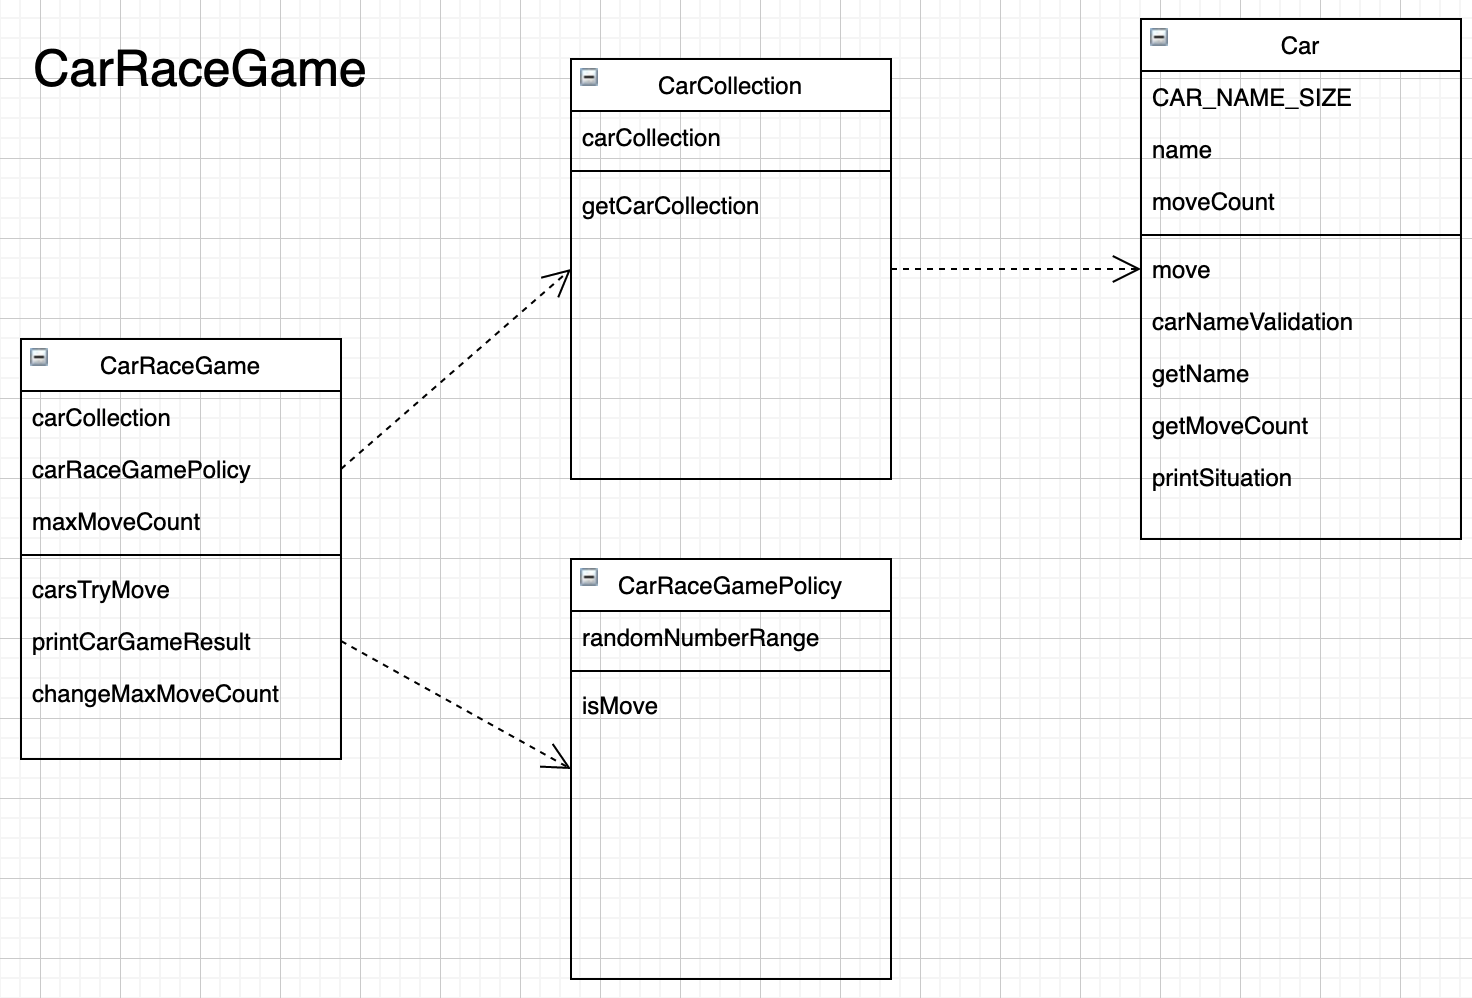 CarRaceGame
CarRaceGame
carCollection
carRaceGamePolicy
maxMoveCount
carsTryMove
printCarGameResult
changeMaxMoveCount
CarCollection
carCollection
getCarCollection
CarRaceGamePolicy
randomNumberRange
isMove
Car
CAR_NAME_SIZE
name
moveCount
move
carNameValidation
getName
getMoveCount
printSituation